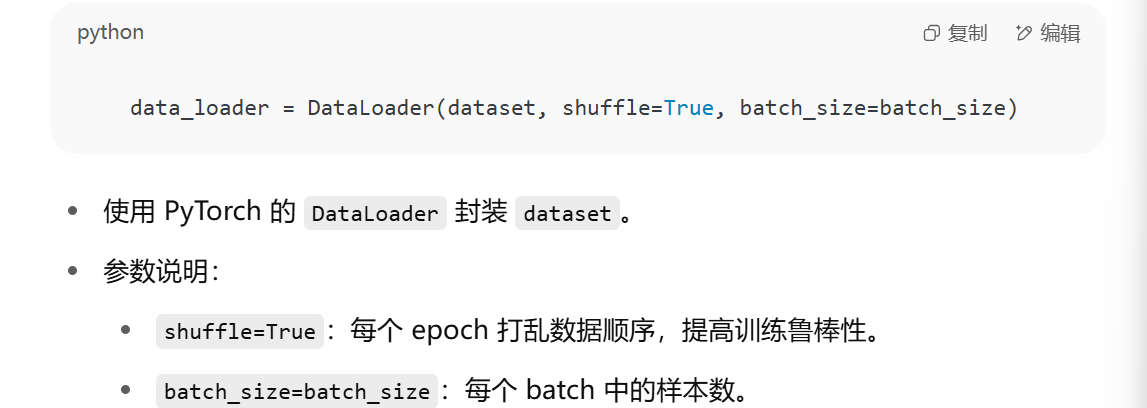 python 复制 编辑
data_loader = DataLoader(dataset, shuffle=True, batch_size=batch_size)
使用 PyTorch 的 DataLoader 封装 dataset。
参数说明：
shuffle=True：每个 epoch 打乱数据顺序，提高训练鲁棒性。
batch_size=batch_size：每个 batch 中的样本数。